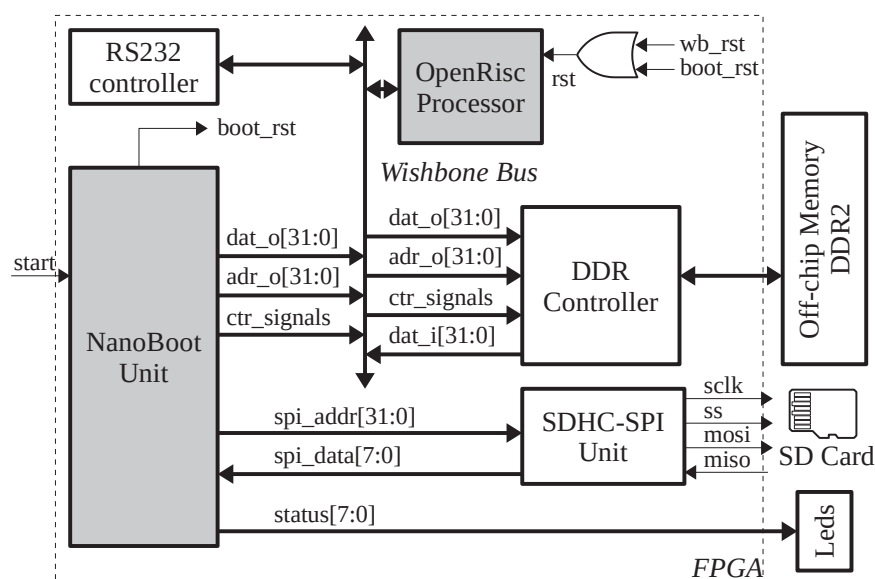 RS232
controller
OpenRisc
Processor
rst
wb_rst
boot_rst
boot_rst
Wishbone Bus
start
NanoBoot
Unit
dat_o[31:0]
adr_o[31:0]
ctr_signals
dat_o[31:0]
adr_o[31:0]
ctr_signals
dat_i[31:0]
DDR
Controller
Off-chip Memory
DDR2
spi_addr[31:0]
spi_data[7:0]
SDHC-SPI
Unit
sclk
ss
mosi
miso
SD Card
status[7:0]
Leds
FPGA